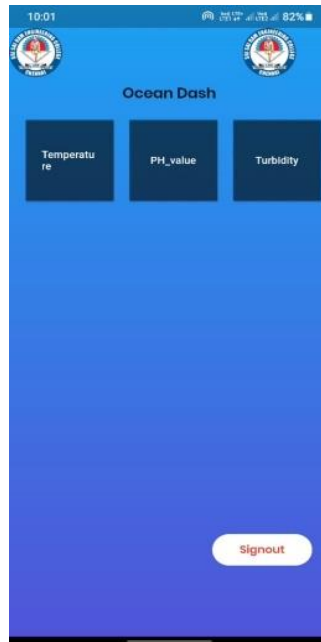 10:01
82%
Ocean Dash
Temperatu
re
PH_value
Turbidity
Signout